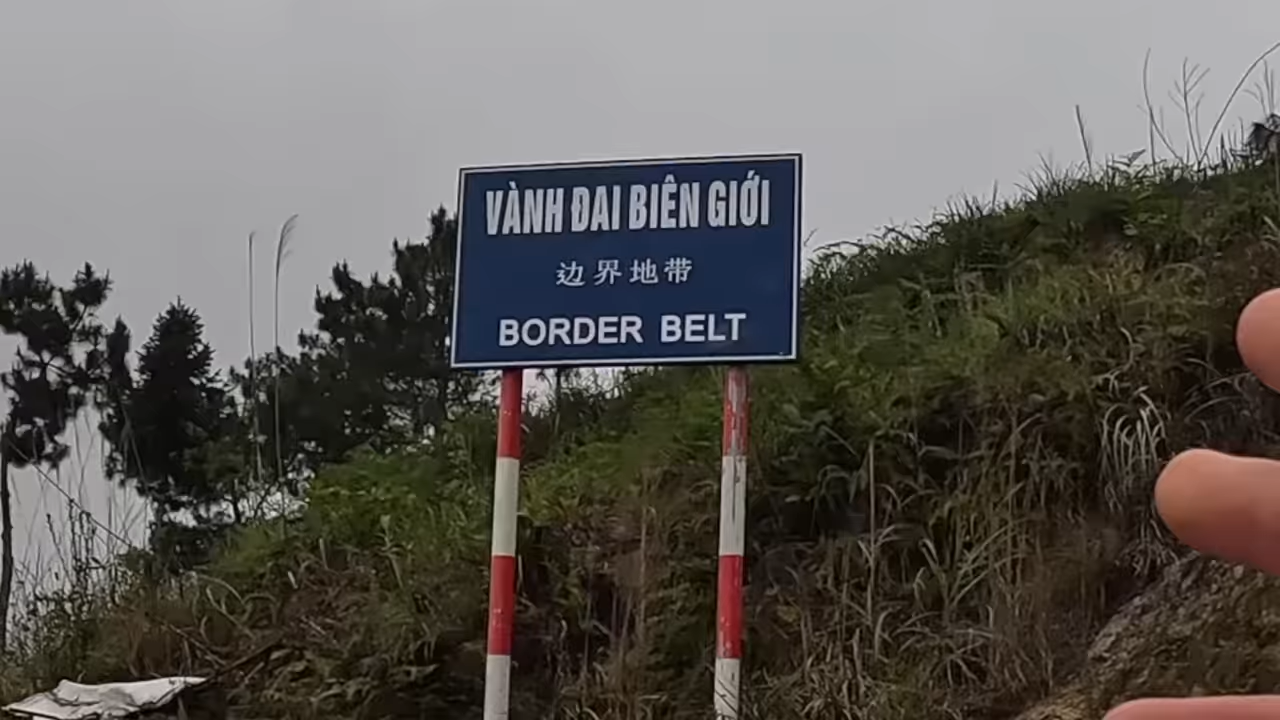 VÀNH ĐAI BIÊN GIỚI
边界地带
BORDER BELT